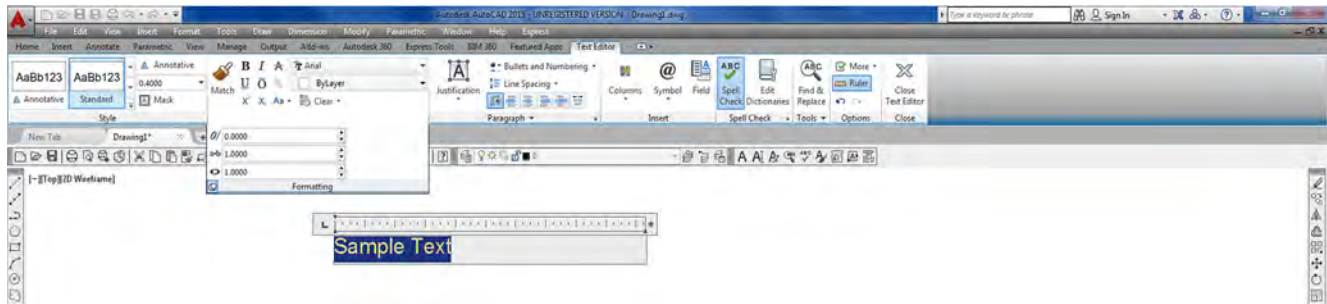 Autodesk AutoCAD 2015 - UNREGISTERED VERSION Drawing1.dwg
Type a keyword or phrase
Sign In
File Edit View Insert Format Tools Draw Dimension Modify Parametric Window Help Express
Home Insert Annotate Parametric View Manage Output Add-ins Autodesk 360 Express Tools BIM 360 Featured Apps Text Editor
AaBb123 AaBb123 Annotative
0.4000
Annotative Standard Mask
Style
Match
B I A Arial
U O ByLayer
X X Aa Clear
0/ 0.0000
1.0000
1.0000
Formatting
Justification
Bullets and Numbering
Line Spacing
Paragraph
Columns Symbol Field
Insert
ABC
Spell Check
Edit Dictionaries
Spell Check
ABC
Find & Replace
Tools
More
Ruler
Options
Close Text Editor
Close
New Tab Drawing1*
[-][Top][2D Wireframe]
Sample Text